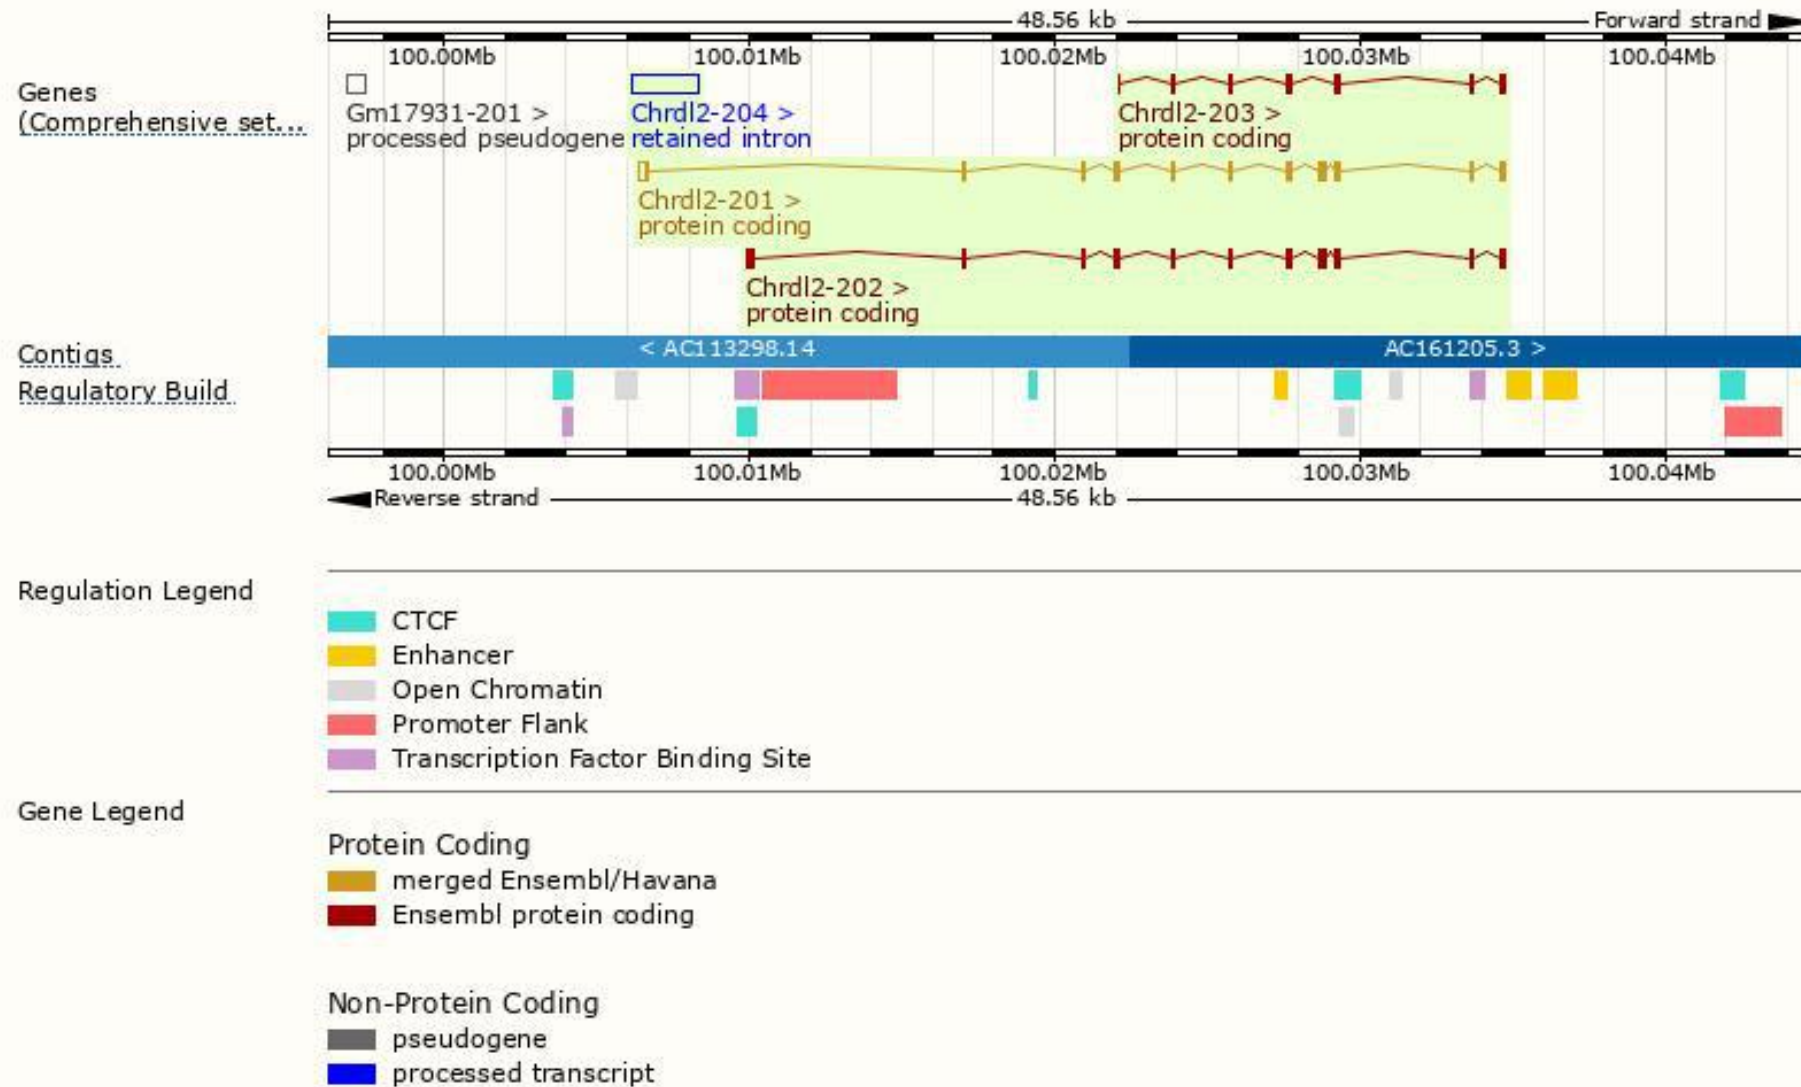 48.56 kb Forward strand
100.00Mb 100.01Mb 100.02Mb 100.03Mb 100.04Mb
Genes
(Comprehensive set...
Gm17931-201 > Chrdl2-204 > Chrdl2-203 >
processed pseudogene retained intron protein coding
Chrdl2-201 >
protein coding
Chrdl2-202 >
protein coding
Contigs < AC113298.14 AC161205.3 >
Regulatory Build
100.00Mb 100.01Mb 100.02Mb 100.03Mb 100.04Mb
Reverse strand 48.56 kb
Regulation Legend
CTCF
Enhancer
Open Chromatin
Promoter Flank
Transcription Factor Binding Site
Gene Legend
Protein Coding
merged Ensembl/Havana
Ensembl protein coding
Non-Protein Coding
pseudogene
processed transcript